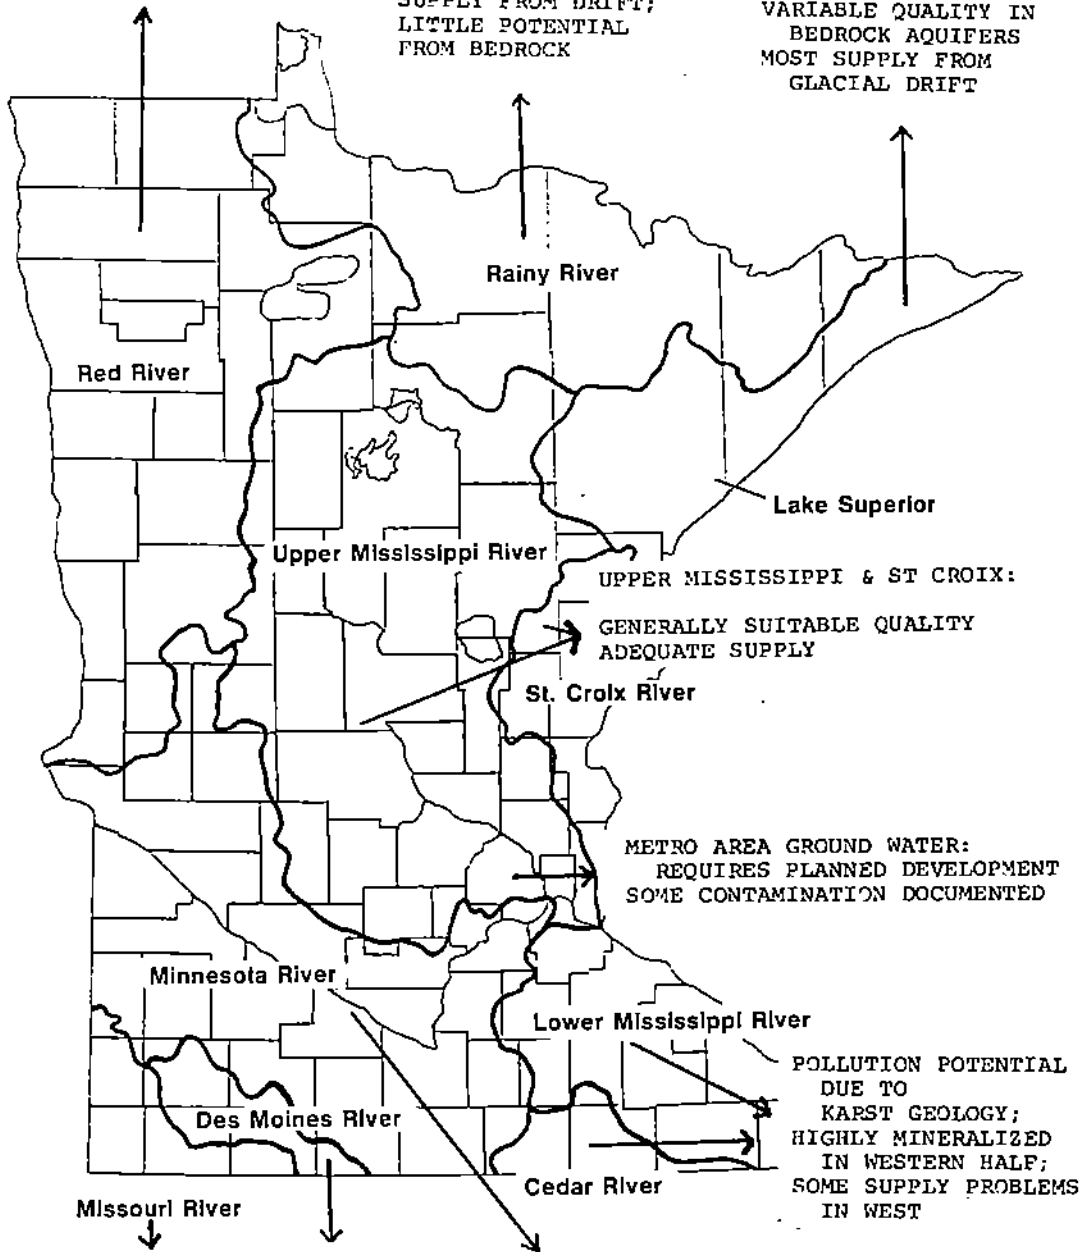 SUPPLY FROM DRIFT;
LITTLE POTENTIAL
FROM BEDROCK
VARIABLE QUALITY IN
BEDROCK AQUIFERS
MOST SUPPLY FROM
GLACIAL DRIFT
Rainy River
Red River
Lake Superior
Upper Mississippi River
UPPER MISSISSIPPI & ST CROIX:
GENERALLY SUITABLE QUALITY
ADEQUATE SUPPLY
St. Croix River
METRO AREA GROUND WATER:
REQUIRES PLANNED DEVELOPMENT
SOME CONTAMINATION DOCUMENTED
Minnesota River
Lower Mississippi River
POLLUTION POTENTIAL
DUE TO
KARST GEOLOGY;
HIGHLY MINERALIZED
IN WESTERN HALF;
SOME SUPPLY PROBLEMS
IN WEST
Des Moines River
Cedar River
Missouri River